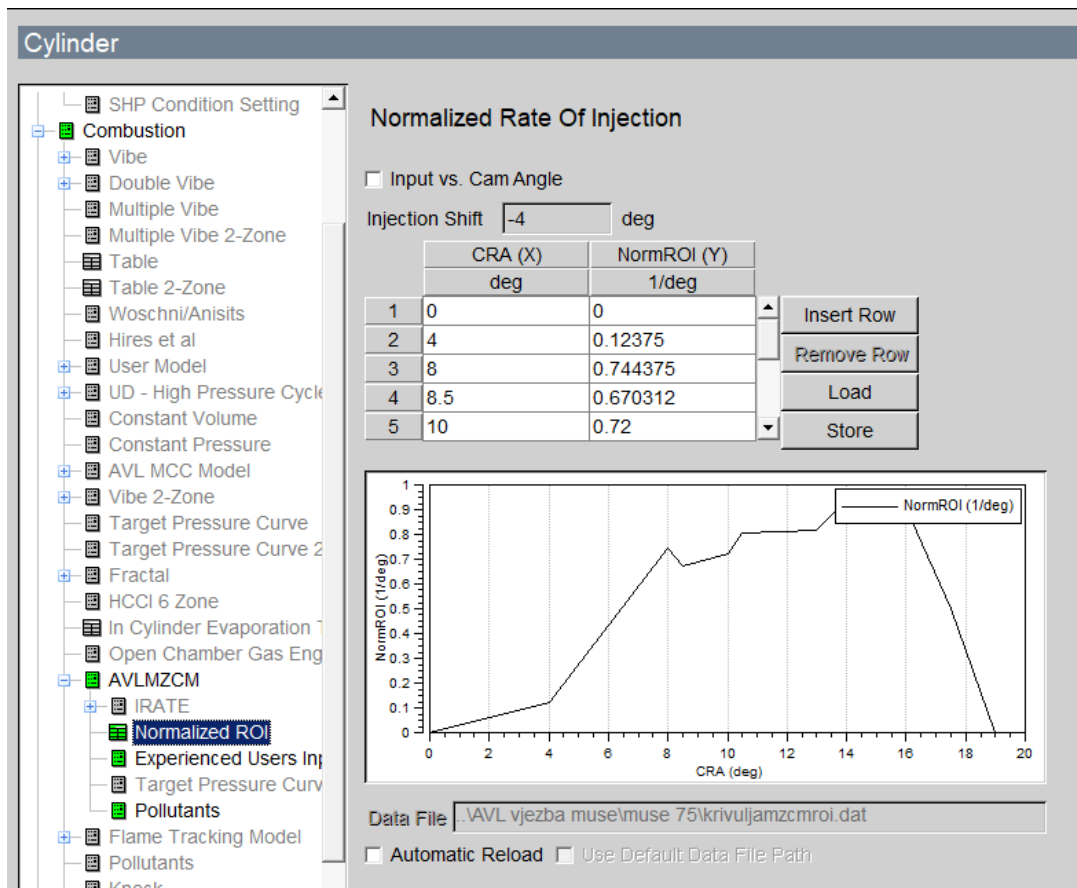 Cylinder
SHP Condition Setting
Combustion
Vibe
Double Vibe
Multiple Vibe
Multiple Vibe 2-Zone
Table
Table 2-Zone
Woschni/Anisits
Hires et al
User Model
UD - High Pressure Cycle
Constant Volume
Constant Pressure
AVL MCC Model
Vibe 2-Zone
Target Pressure Curve
Target Pressure Curve 2
Fractal
HCCI 6 Zone
In Cylinder Evaporation T
Open Chamber Gas Eng
AVLMZCM
IRATE
Normalized ROI
Experienced Users Inp
Target Pressure Curv
Pollutants
Flame Tracking Model
Pollutants
Knock
Normalized Rate Of Injection
Input vs. Cam Angle
Injection Shift -4 deg
CRA (X) NormROI (Y)
deg 1/deg
1 0 0
2 4 0.12375
3 8 0.744375
4 8.5 0.670312
5 10 0.72
Insert Row
Remove Row
Load
Store
NormROI (1/deg)
1
0.9
0.8
0.7
0.6
0.5
0.4
0.3
0.2
0.1
0
NormROI (1/deg)
0 2 4 6 8 10 12 14 16 18 20
CRA (deg)
Data File ..\AVL vjezba muse\muse 75\krivuljamzcmroi.dat
Automatic Reload Use Default Data File Path